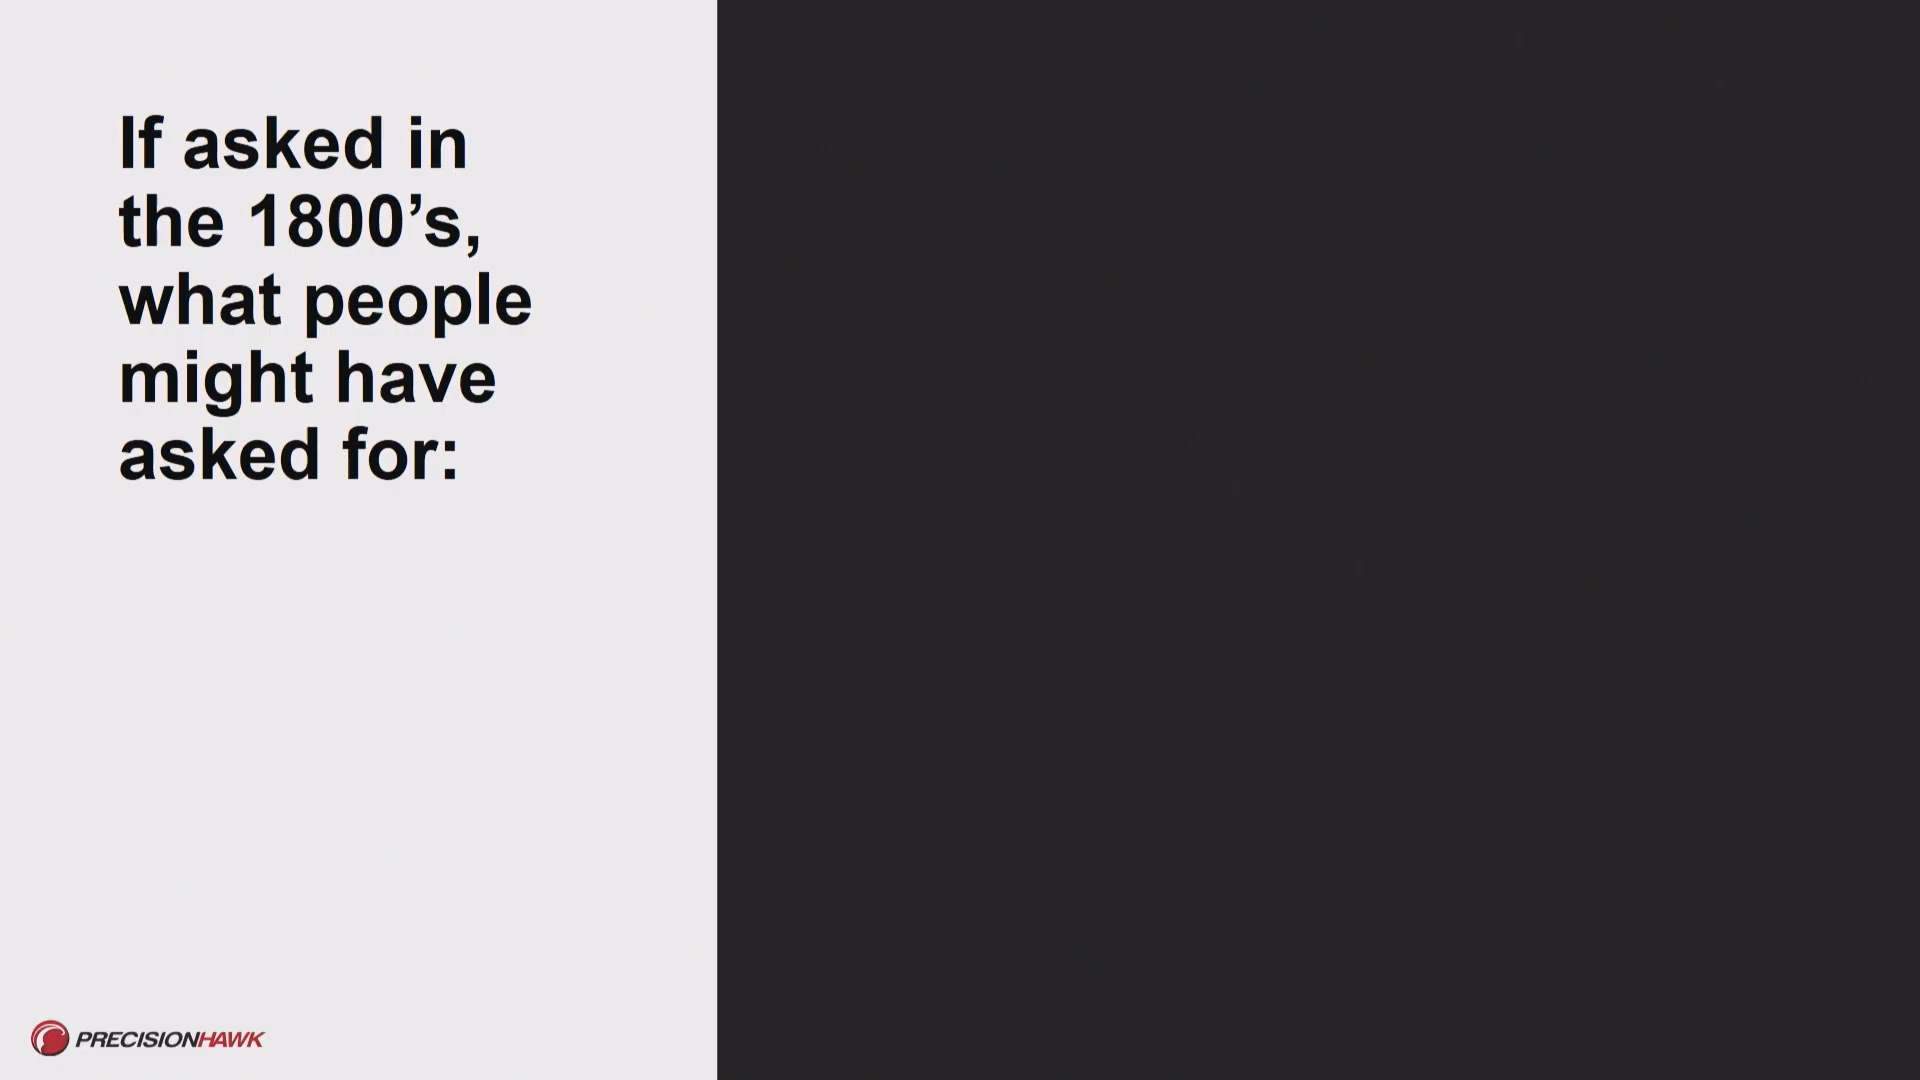 If asked in
the 1800’s,
what people
might have
asked for:
PRECISIONHAWK